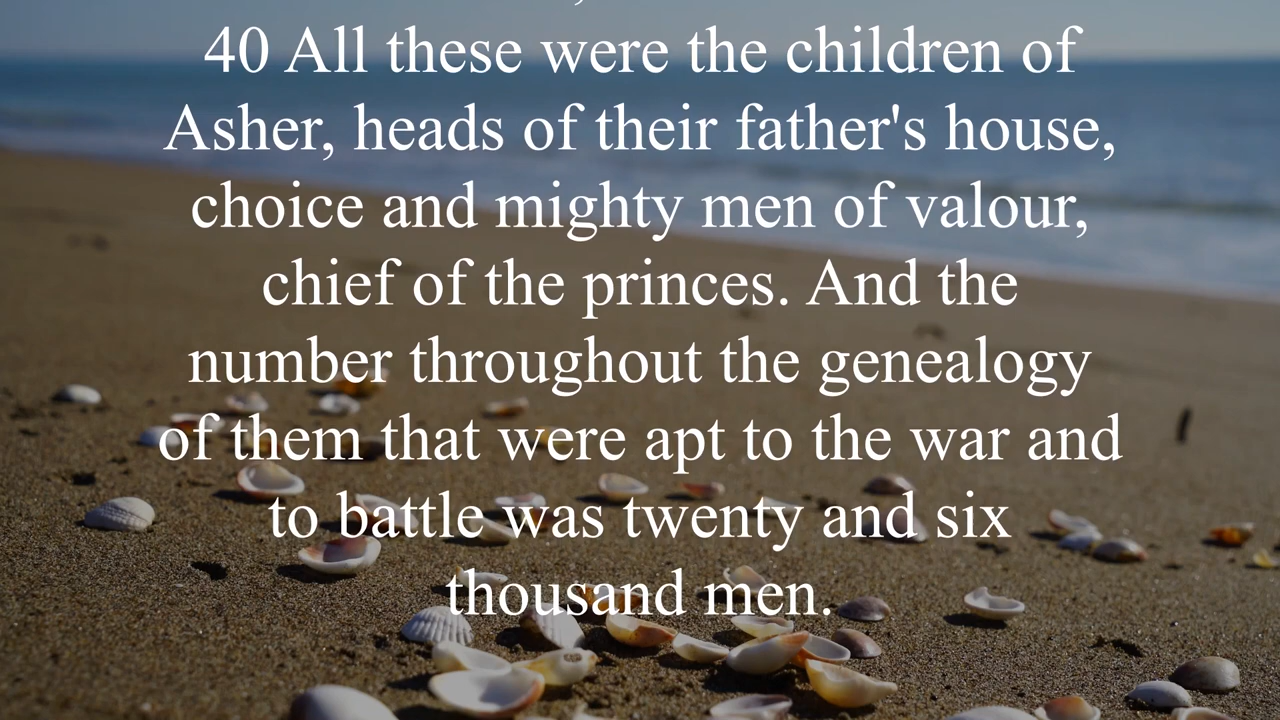 40 All these were the children of
Asher, heads of their father's house,
choice and mighty men of valour,
chief of the princes. And the
number throughout the genealogy
of them that were apt to the war and
to battle was twenty and six
thousand men.